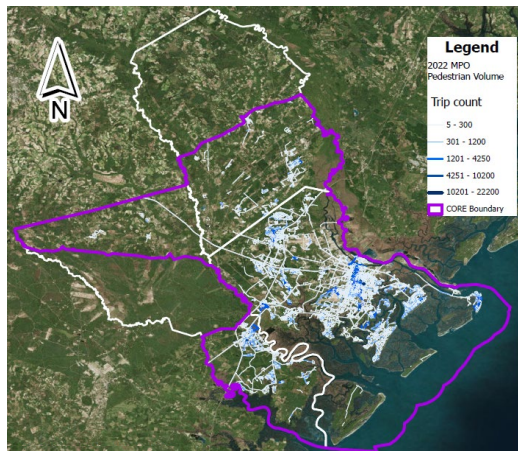 Legend
2022 MPO
Pedestrian Volume
Trip count
5 - 300
301 - 1200
1201 - 4250
4251 - 10200
10201 - 22200
CORE Boundary
N